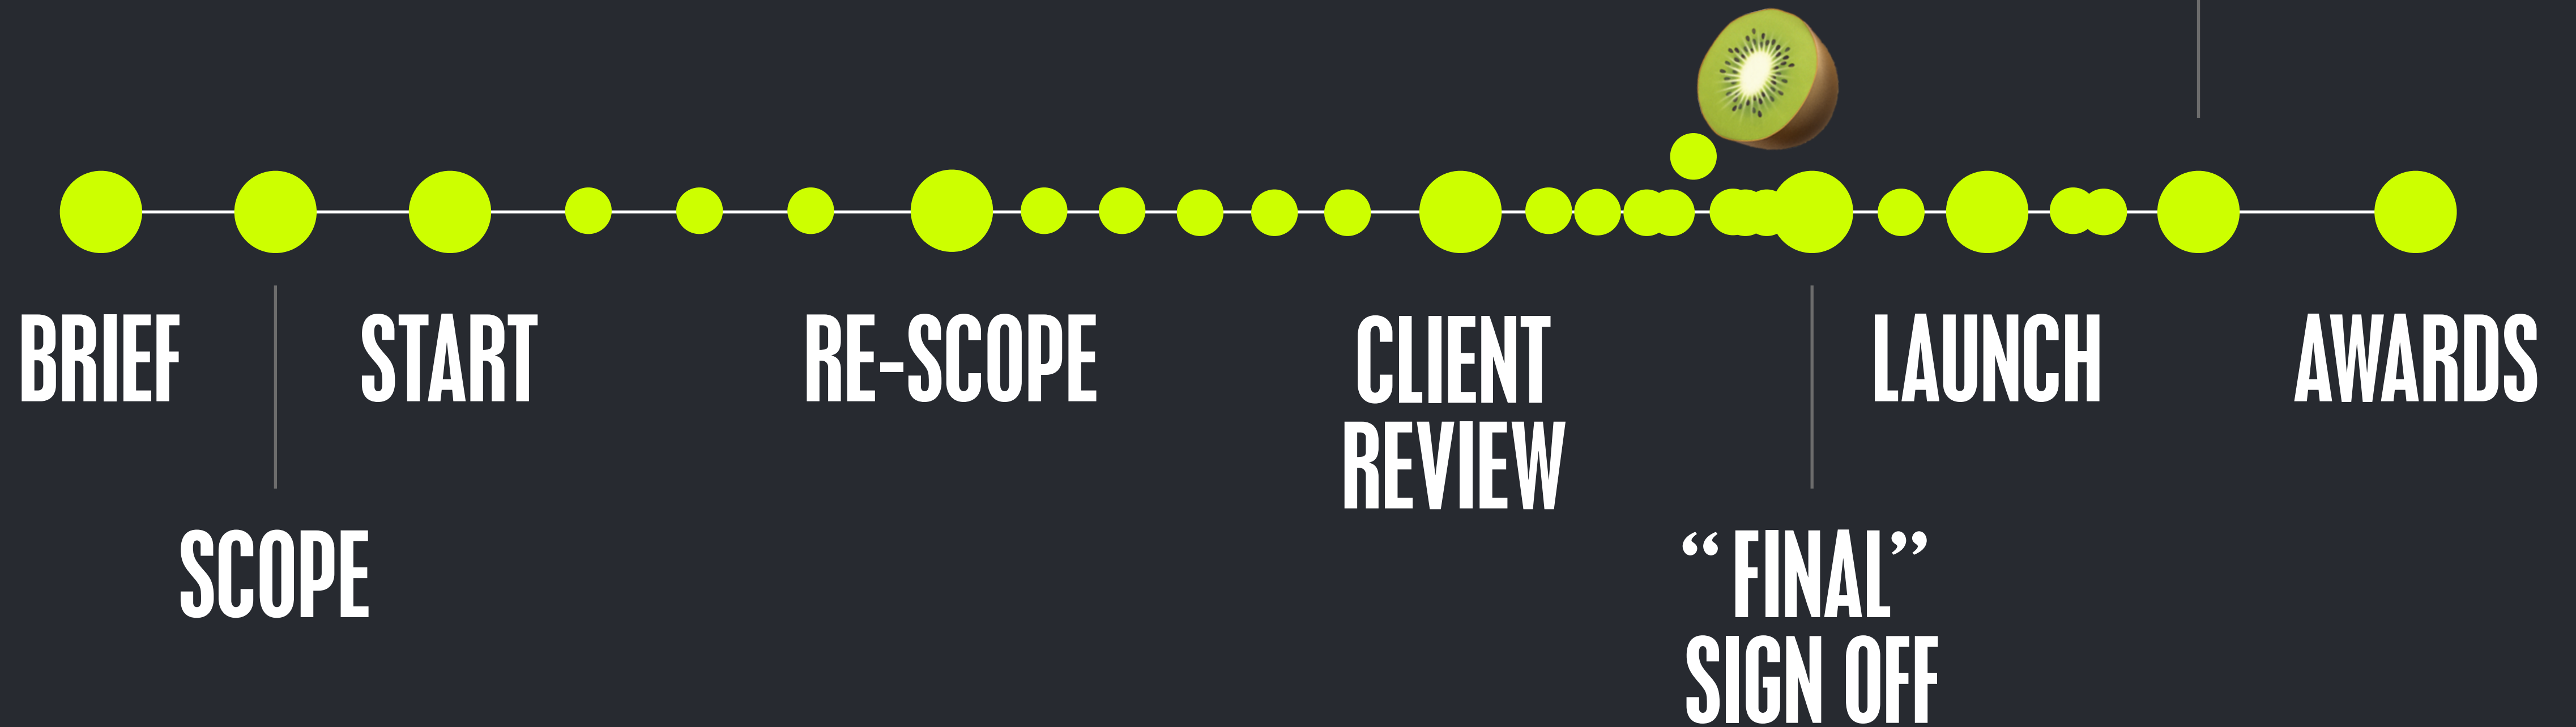 BRIEF
SCOPE
START
RE-SCOPE
CLIENT
REVIEW
“FINAL”
SIGN OFF
LAUNCH
AWARDS